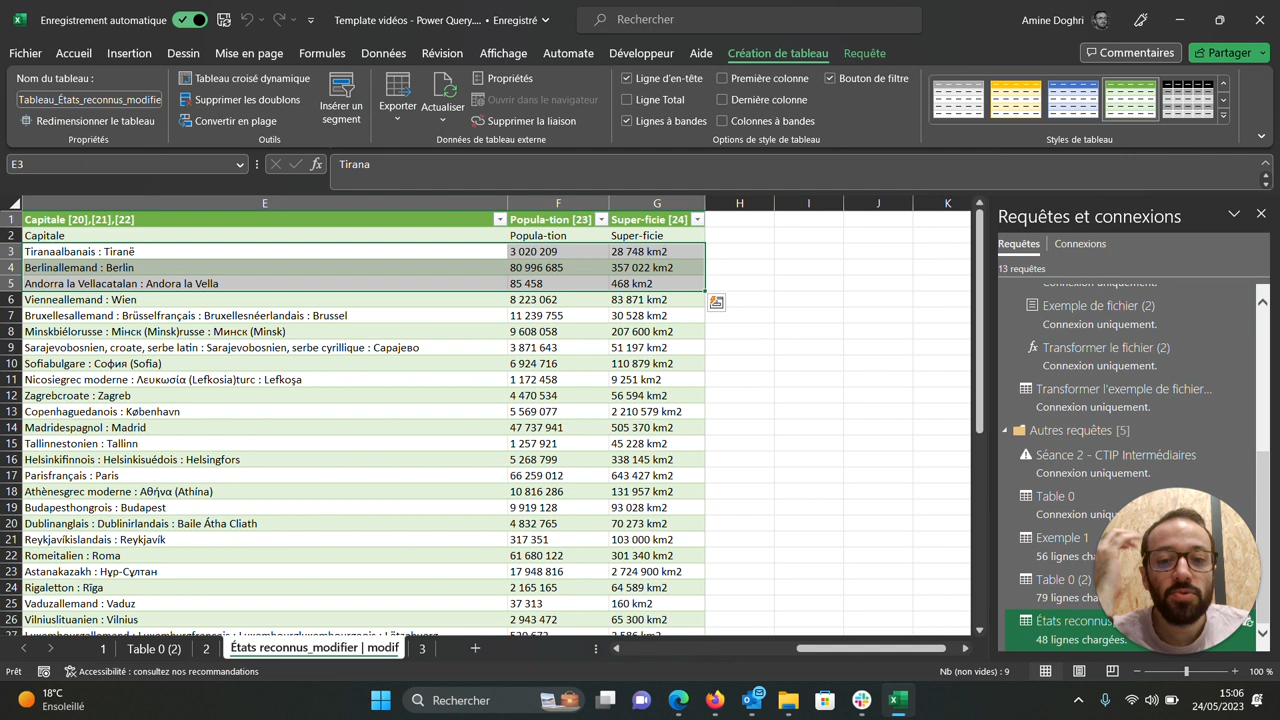 Enregistrement automatique
Template vidéos - Power Query.... • Enregistré
Rechercher
Amine Doghri
Fichier Accueil Insertion Dessin Mise en page Formules Données Révision Affichage Automate Développeur Aide Création de tableau Requête
Commentaires
Partager
Nom du tableau :
Tableau_États_reconnus_modifie
Redimensionner le tableau
Propriétés
Tableau croisé dynamique
Supprimer les doublons
Convertir en page
Outils
Insérer un
segment
Exporter
Actualiser
Propriétés
Ouvrir dans le navigateur
Supprimer la liaison
Données de tableau externe
Ligne d'en-tête
Ligne Total
Lignes à bandes
Première colonne
Dernière colonne
Colonnes à bandes
Bouton de filtre
Options de style de tableau
Styles de tableau
E3
fx
Tirana
E F G H I J K
1 Capitale [20],[21],[22] Popula-tion [23] Super-ficie [24]
2 Capitale Popula-tion Super-ficie
3 Tiranaalbanais : Tiranë 3 020 209 28 748 km2
4 Berlinallemand : Berlin 80 996 685 357 022 km2
5 Andorra la Vellacatalan : Andora la Vella 85 458 468 km2
6 Vienneallemand : Wien 8 223 062 83 871 km2
7 Bruxellesallemand : Brüsselfrançais : Bruxellesnéerlandais : Brussel 11 239 755 30 528 km2
8 Minskbiélorusse : Мінск (Minsk)russe : Минск (Minsk) 9 608 058 207 600 km2
9 Sarajevobosnien, croate, serbe latin : Sarajevobosnien, serbe cyrillique : Сарајево 3 871 643 51 197 km2
10 Sofiabulgare : София (Sofia) 6 924 716 110 879 km2
11 Nicosiegrec moderne : Λευκωσία (Lefkosia)turc : Lefkoşa 1 172 458 9 251 km2
12 Zagrebcroate : Zagreb 4 470 534 56 594 km2
13 Copenhaguedanois : København 5 569 077 2 210 579 km2
14 Madridespagnol : Madrid 47 737 941 505 370 km2
15 Tallinnestonien : Tallinn 1 257 921 45 228 km2
16 Helsinkifinnois : Helsinkisuédois : Helsingfors 5 268 799 338 145 km2
17 Parisfrançais : Paris 66 259 012 643 427 km2
18 Athènesgrec moderne : Αθήνα (Athína) 10 816 286 131 957 km2
19 Budapesthongrois : Budapest 9 919 128 93 028 km2
20 Dublinanglais : Dublinirlandais : Baile Átha Cliath 4 832 765 70 273 km2
21 Reykjavíkislandais : Reykjavík 317 351 103 000 km2
22 Romeitalien : Roma 61 680 122 301 340 km2
23 Astanakazakh : Нұр-Сұлтан 17 948 816 2 724 900 km2
24 Rigaletton : Rīga 2 165 165 64 589 km2
25 Vaduzallemand : Vaduz 37 313 160 km2
26 Vilniuslituanien : Vilnius 2 943 472 65 300 km2
Requêtes et connexions
Requêtes Connexions
13 requêtes
Exemple de fichier (2)
Connexion uniquement.
fx Transformer le fichier (2)
Connexion uniquement.
Transformer l'exemple de fichier...
Connexion uniquement.
Autres requêtes [5]
Séance 2 - CTIP Intermédiaires
Connexion uniquement.
Table 0
Connexion
Exemple 1
56 lignes
Table 0 (2)
79 lignes
États
48 lignes chargées.
1 Table 0 (2) 2 États reconnus_modifier | modif 3
Prêt
Accessibilité : consultez nos recommandations
Nb (non vides) : 9
100 %
18°C
Ensoleillé
Rechercher
15:06
24/05/2023